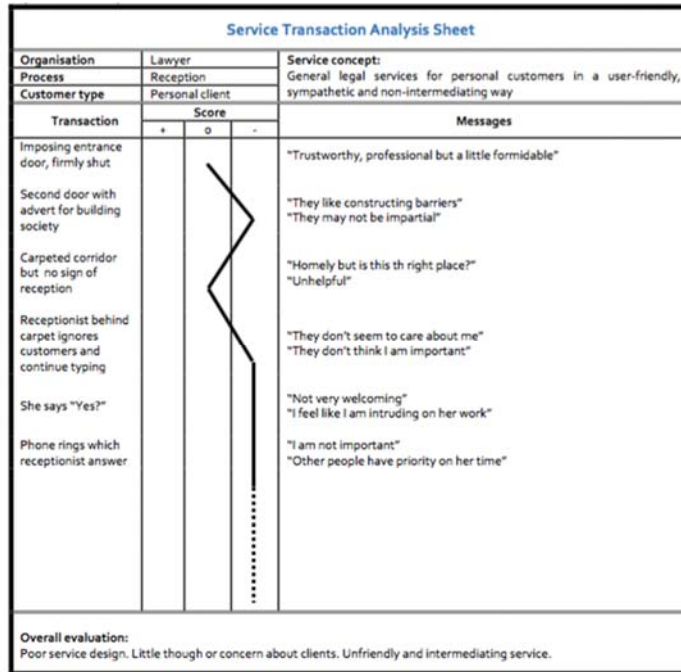 Service Transaction Analysis Sheet
Organisation Lawyer
Process Reception
Customer type Personal client
Service concept:
General legal services for personal customers in a user-friendly,
sympathetic and non-intermediating way
Transaction
Score
+ o -
Messages
Imposing entrance
door, firmly shut
"Trustworthy, professional but a little formidable"
Second door with
advert for building
society
"They like constructing barriers"
"They may not be impartial"
Carpeted corridor
but no sign of
reception
"Homely but is this th right place?"
"Unhelpful"
Receptionist behind
carpet ignores
customers and
continue typing
"They don't seem to care about me"
"They don't think I am important"
She says "Yes?"
"Not very welcoming"
"I feel like I am intruding on her work"
Phone rings which
receptionist answer
"I am not important"
"Other people have priority on her time"
Overall evaluation:
Poor service design. Little though or concern about clients. Unfriendly and intermediating service.